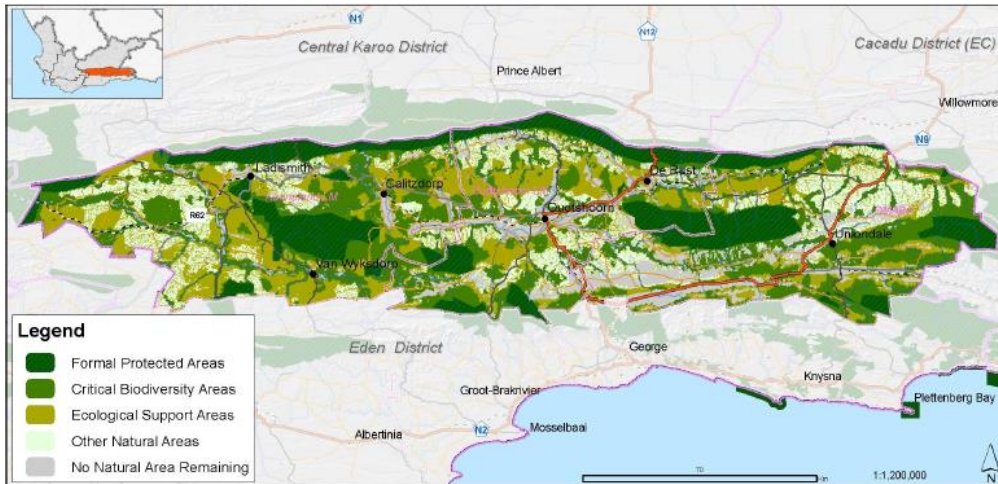 N1
N12
Central Karoo District
Cacadu District (EC)
Prince Albert
Willowmore
N9
Ladismith
De Rust
Calitzdorp
R62
Oudtshoorn
Uniondale
Van Wyksdorp
Legend
Formal Protected Areas
Critical Biodiversity Areas
Ecological Support Areas
Other Natural Areas
No Natural Area Remaining
Eden District
George
Knysna
Groot-Brakrivier
Plettenberg Bay
Albertinia
N2
Mosselbaai
70
Km
1:1,200,000
N